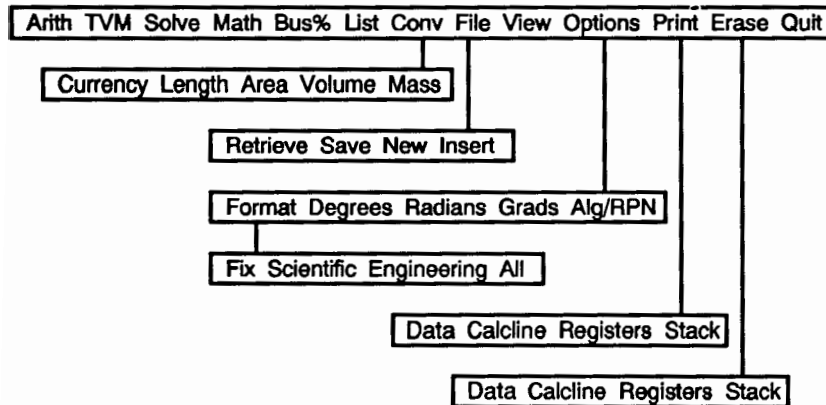 Arith TVM Solve Math Bus% List Conv File View Options Print Erase Quit
Currency Length Area Volume Mass
Retrieve Save New Insert
Format Degrees Radians Grads Alg/RPN
Fix Scientific Engineering All
Data Calcline Registers Stack
Data Calcline Registers Stack